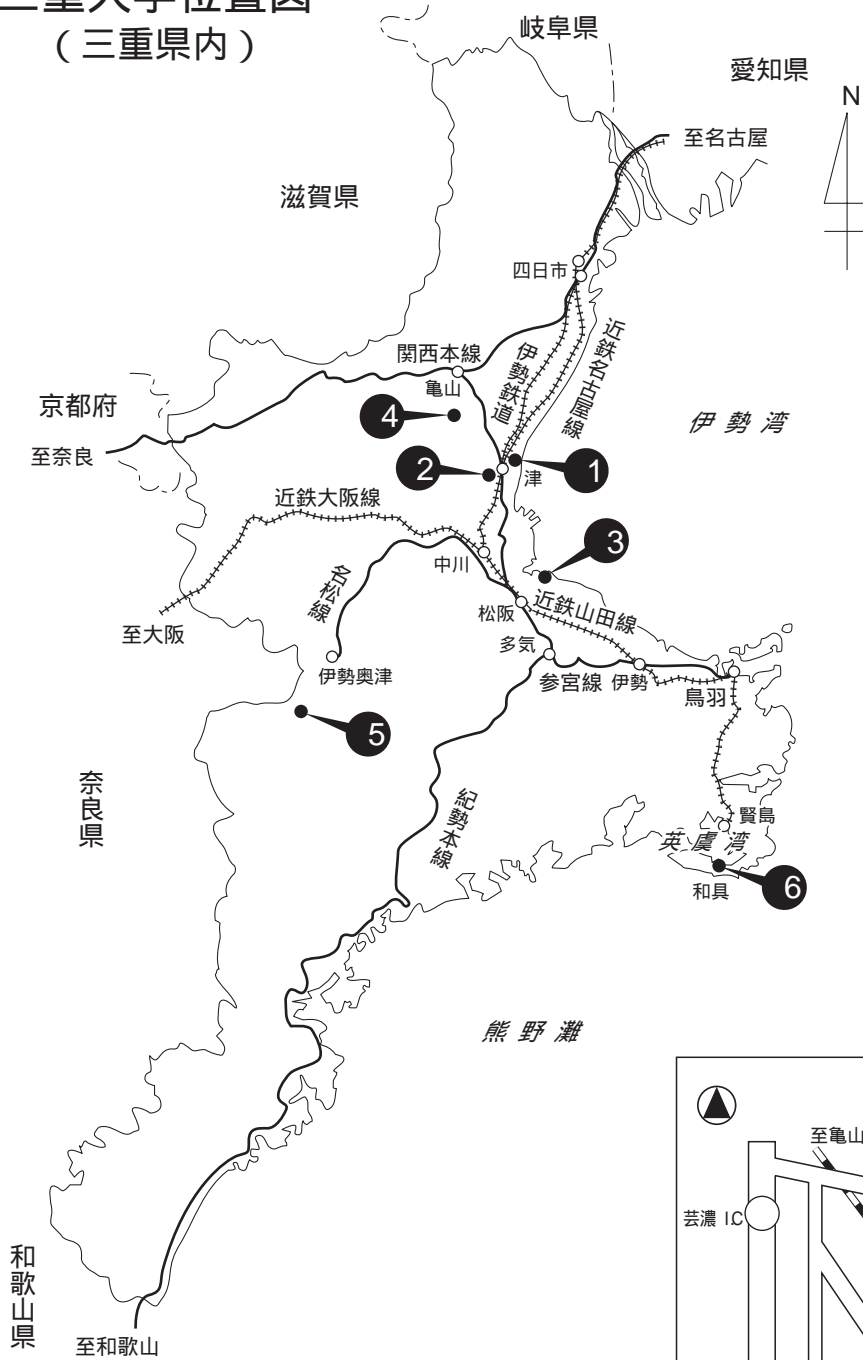 三重大学位置図
（三重県内）
岐阜県
愛知県
N
至名古屋
滋賀県
四日市
近鉄名古屋線
伊勢鉄道
関西本線
亀山
京都府
伊勢湾
4
至奈良
2
津
1
近鉄大阪線
3
中川
名松線
松阪
近鉄山田線
至大阪
多気
伊勢奥津
参宮線
伊勢
鳥羽
5
奈良県
紀勢本線
賢島
英虞湾
和具
6
熊野灘
至亀山
芸濃 I.C
和歌山県
至和歌山